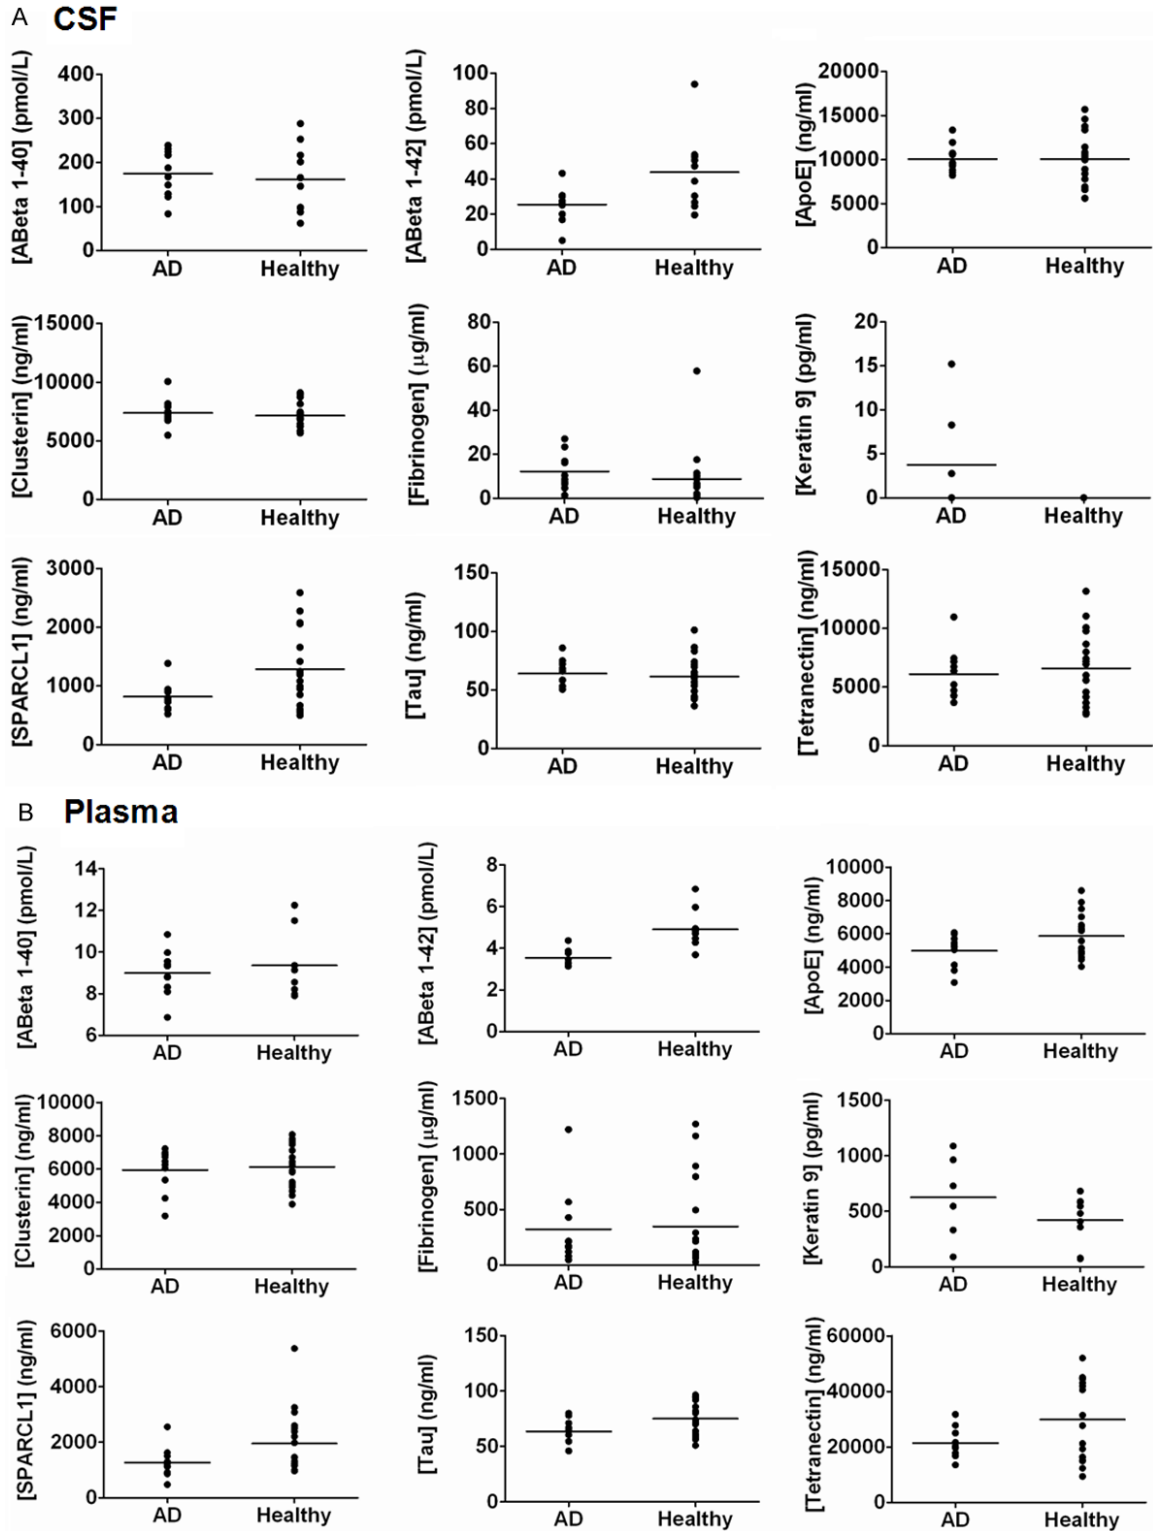 A CSF
[ABeta 1-40] (pmol/L)
400
300
200
100
0
AD Healthy
[ABeta 1-42] (pmol/L)
100
80
60
40
20
0
AD Healthy
[ApoE] (ng/ml)
20000
15000
10000
5000
0
AD Healthy
[Clusterin] (ng/ml)
15000
10000
5000
0
AD Healthy
[Fibrinogen] (µg/ml)
80
60
40
20
0
AD Healthy
[Keratin 9] (pg/ml)
20
15
10
5
0
AD Healthy
[SPARCL1] (ng/ml)
3000
2000
1000
0
AD Healthy
[Tau] (ng/ml)
150
100
50
0
AD Healthy
[Tetranectin] (ng/ml)
15000
10000
5000
0
AD Healthy
B Plasma
[ABeta 1-40] (pmol/L)
14
12
10
8
6
AD Healthy
[ABeta 1-42] (pmol/L)
8
6
4
2
0
AD Healthy
[ApoE] (ng/ml)
10000
8000
6000
4000
2000
0
AD Healthy
[Clusterin] (ng/ml)
10000
8000
6000
4000
2000
0
AD Healthy
[Fibrinogen] (µg/ml)
1500
1000
500
0
AD Healthy
[Keratin 9] (pg/ml)
1500
1000
500
0
AD Healthy
[SPARCL1] (ng/ml)
6000
4000
2000
0
AD Healthy
[Tau] (ng/ml)
150
100
50
0
AD Healthy
[Tetranectin] (ng/ml)
60000
40000
20000
0
AD Healthy